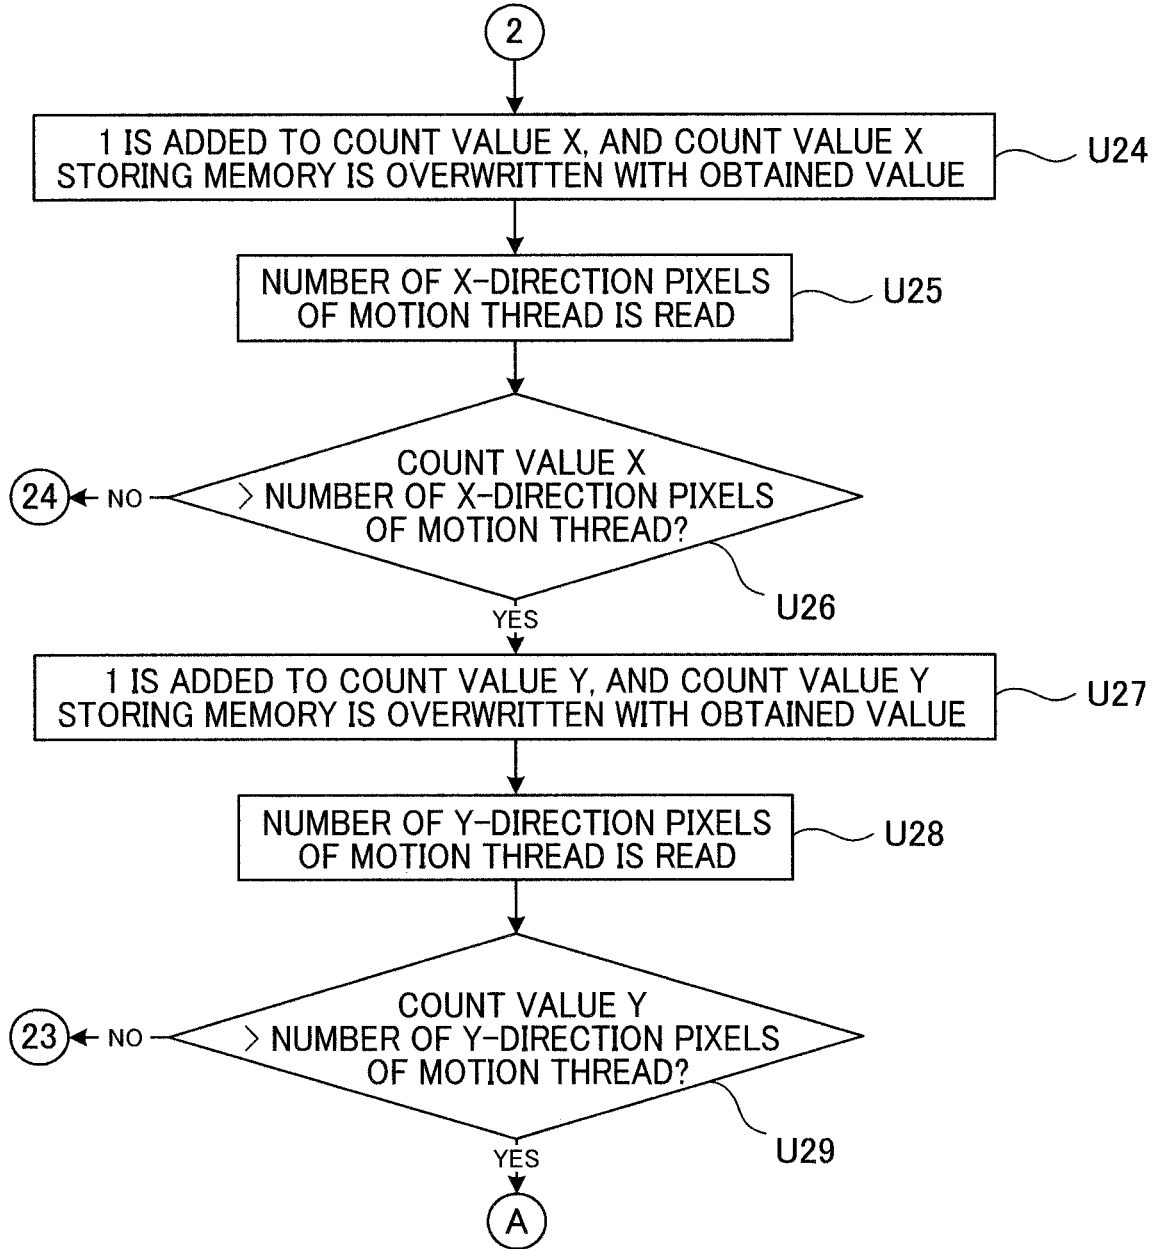 2
1 IS ADDED TO COUNT VALUE X, AND COUNT VALUE X
STORING MEMORY IS OVERWRITTEN WITH OBTAINED VALUE
U24
NUMBER OF X-DIRECTION PIXELS
OF MOTION THREAD IS READ
U25
COUNT VALUE X
> NUMBER OF X-DIRECTION PIXELS
OF MOTION THREAD?
24
NO
U26
YES
1 IS ADDED TO COUNT VALUE Y, AND COUNT VALUE Y
STORING MEMORY IS OVERWRITTEN WITH OBTAINED VALUE
U27
NUMBER OF Y-DIRECTION PIXELS
OF MOTION THREAD IS READ
U28
COUNT VALUE Y
> NUMBER OF Y-DIRECTION PIXELS
OF MOTION THREAD?
23
NO
U29
YES
A